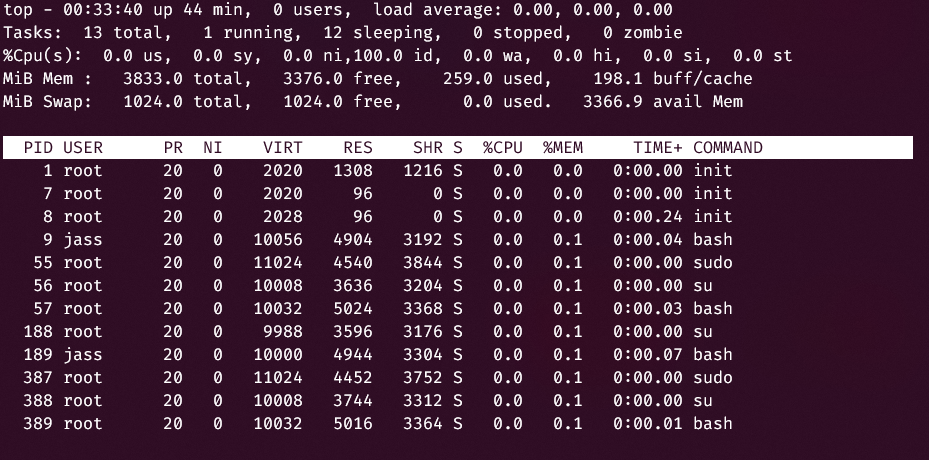 top - 00:33:40 up 44 min,  0 users,  load average: 0.00, 0.00, 0.00
Tasks:  13 total,   1 running,  12 sleeping,   0 stopped,   0 zombie
%Cpu(s):  0.0 us,  0.0 sy,  0.0 ni,100.0 id,  0.0 wa,  0.0 hi,  0.0 si,  0.0 st
MiB Mem :   3833.0 total,   3376.0 free,    259.0 used,    198.1 buff/cache
MiB Swap:   1024.0 total,   1024.0 free,      0.0 used.   3366.9 avail Mem
  PID USER      PR  NI    VIRT    RES    SHR S  %CPU  %MEM     TIME+ COMMAND
    1 root      20   0    2020   1308   1216 S   0.0   0.0   0:00.00 init
    7 root      20   0    2020     96      0 S   0.0   0.0   0:00.00 init
    8 root      20   0    2028     96      0 S   0.0   0.0   0:00.24 init
    9 jass      20   0   10056   4904   3192 S   0.0   0.1   0:00.04 bash
   55 root      20   0   11024   4540   3844 S   0.0   0.1   0:00.00 sudo
   56 root      20   0   10008   3636   3204 S   0.0   0.1   0:00.00 su
   57 root      20   0   10032   5024   3368 S   0.0   0.1   0:00.03 bash
  188 root      20   0    9988   3596   3176 S   0.0   0.1   0:00.00 su
  189 jass      20   0   10000   4944   3304 S   0.0   0.1   0:00.07 bash
  387 root      20   0   11024   4452   3752 S   0.0   0.1   0:00.00 sudo
  388 root      20   0   10008   3744   3312 S   0.0   0.1   0:00.00 su
  389 root      20   0   10032   5016   3364 S   0.0   0.1   0:00.01 bash